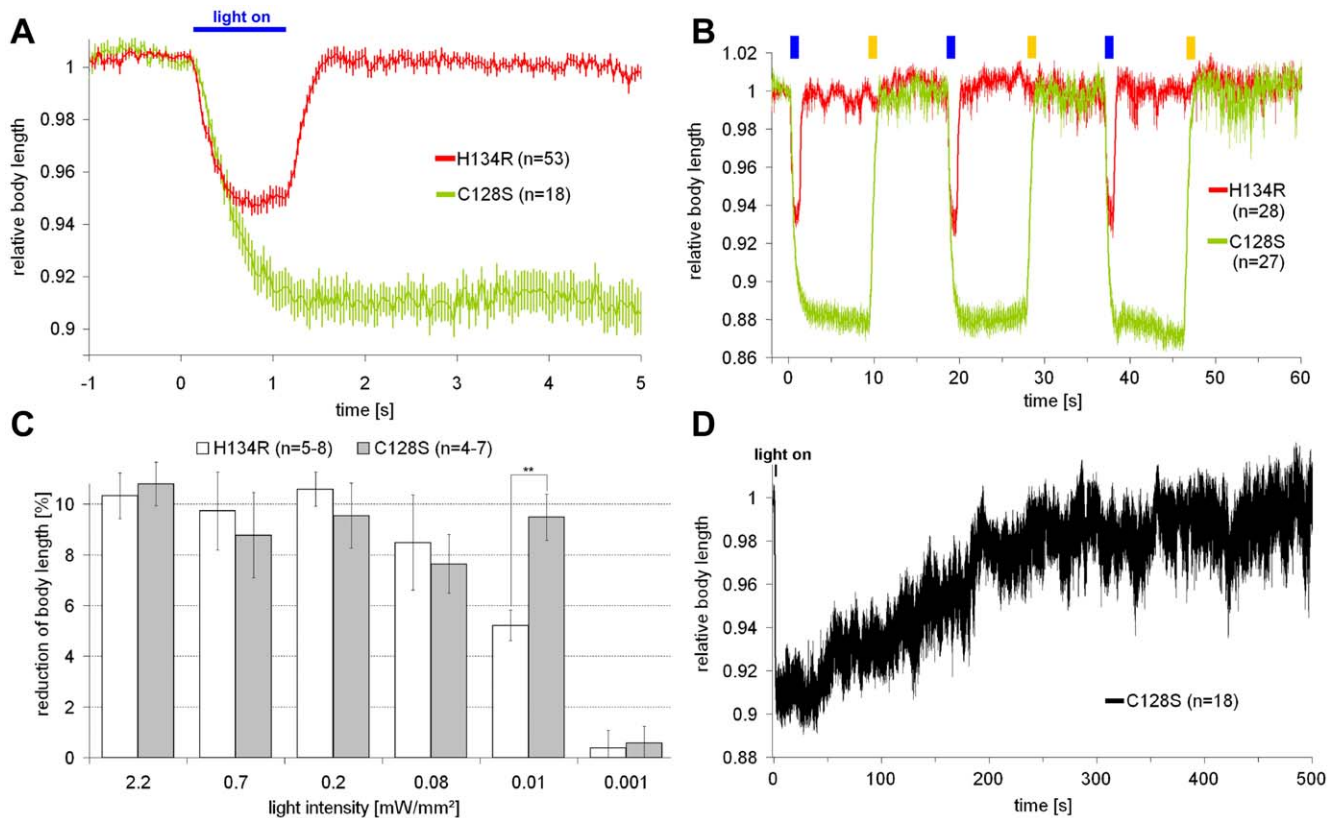 A
light on
relative body length
1
0.98
0.96
0.94
0.92
0.9
H134R (n=53)
C128S (n=18)
-1
0
1
2
3
4
5
time [s]
B
relative body length
1.02
1.00
0.98
0.96
0.94
0.92
0.9
0.88
0.86
H134R
(n=28)
C128S
(n=27)
0
10
20
30
40
50
60
time [s]
C
H134R (n=5-8)
C128S (n=4-7)
reduction of body length [%]
10
8
6
4
2
0
**
2.2
0.7
0.2
0.08
0.01
0.001
light intensity [mW/mm²]
D
light on
relative body length
1
0.98
0.96
0.94
0.92
0.9
0.88
C128S (n=18)
0
100
200
300
400
500
time [s]